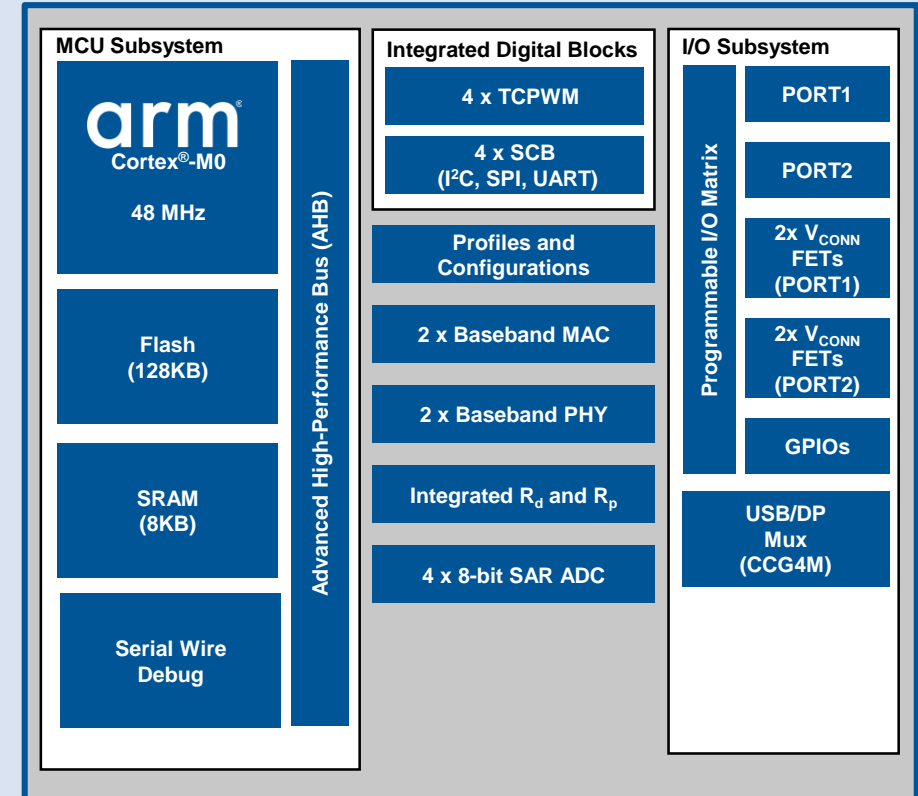 MCU Subsystem
arm®
Cortex®-M0
48 MHz
Flash
(128KB)
SRAM
(8KB)
Serial Wire
Debug
Advanced High-Performance Bus (AHB)
Integrated Digital Blocks
4 x TCPWM
4 x SCB
(I²C, SPI, UART)
Profiles and
Configurations
2 x Baseband MAC
2 x Baseband PHY
Integrated Rd and Rp
4 x 8-bit SAR ADC
I/O Subsystem
Programmable I/O Matrix
PORT1
PORT2
2x VCONN
FETs
(PORT1)
2x VCONN
FETs
(PORT2)
GPIOs
USB/DP
Mux
(CCG4M)